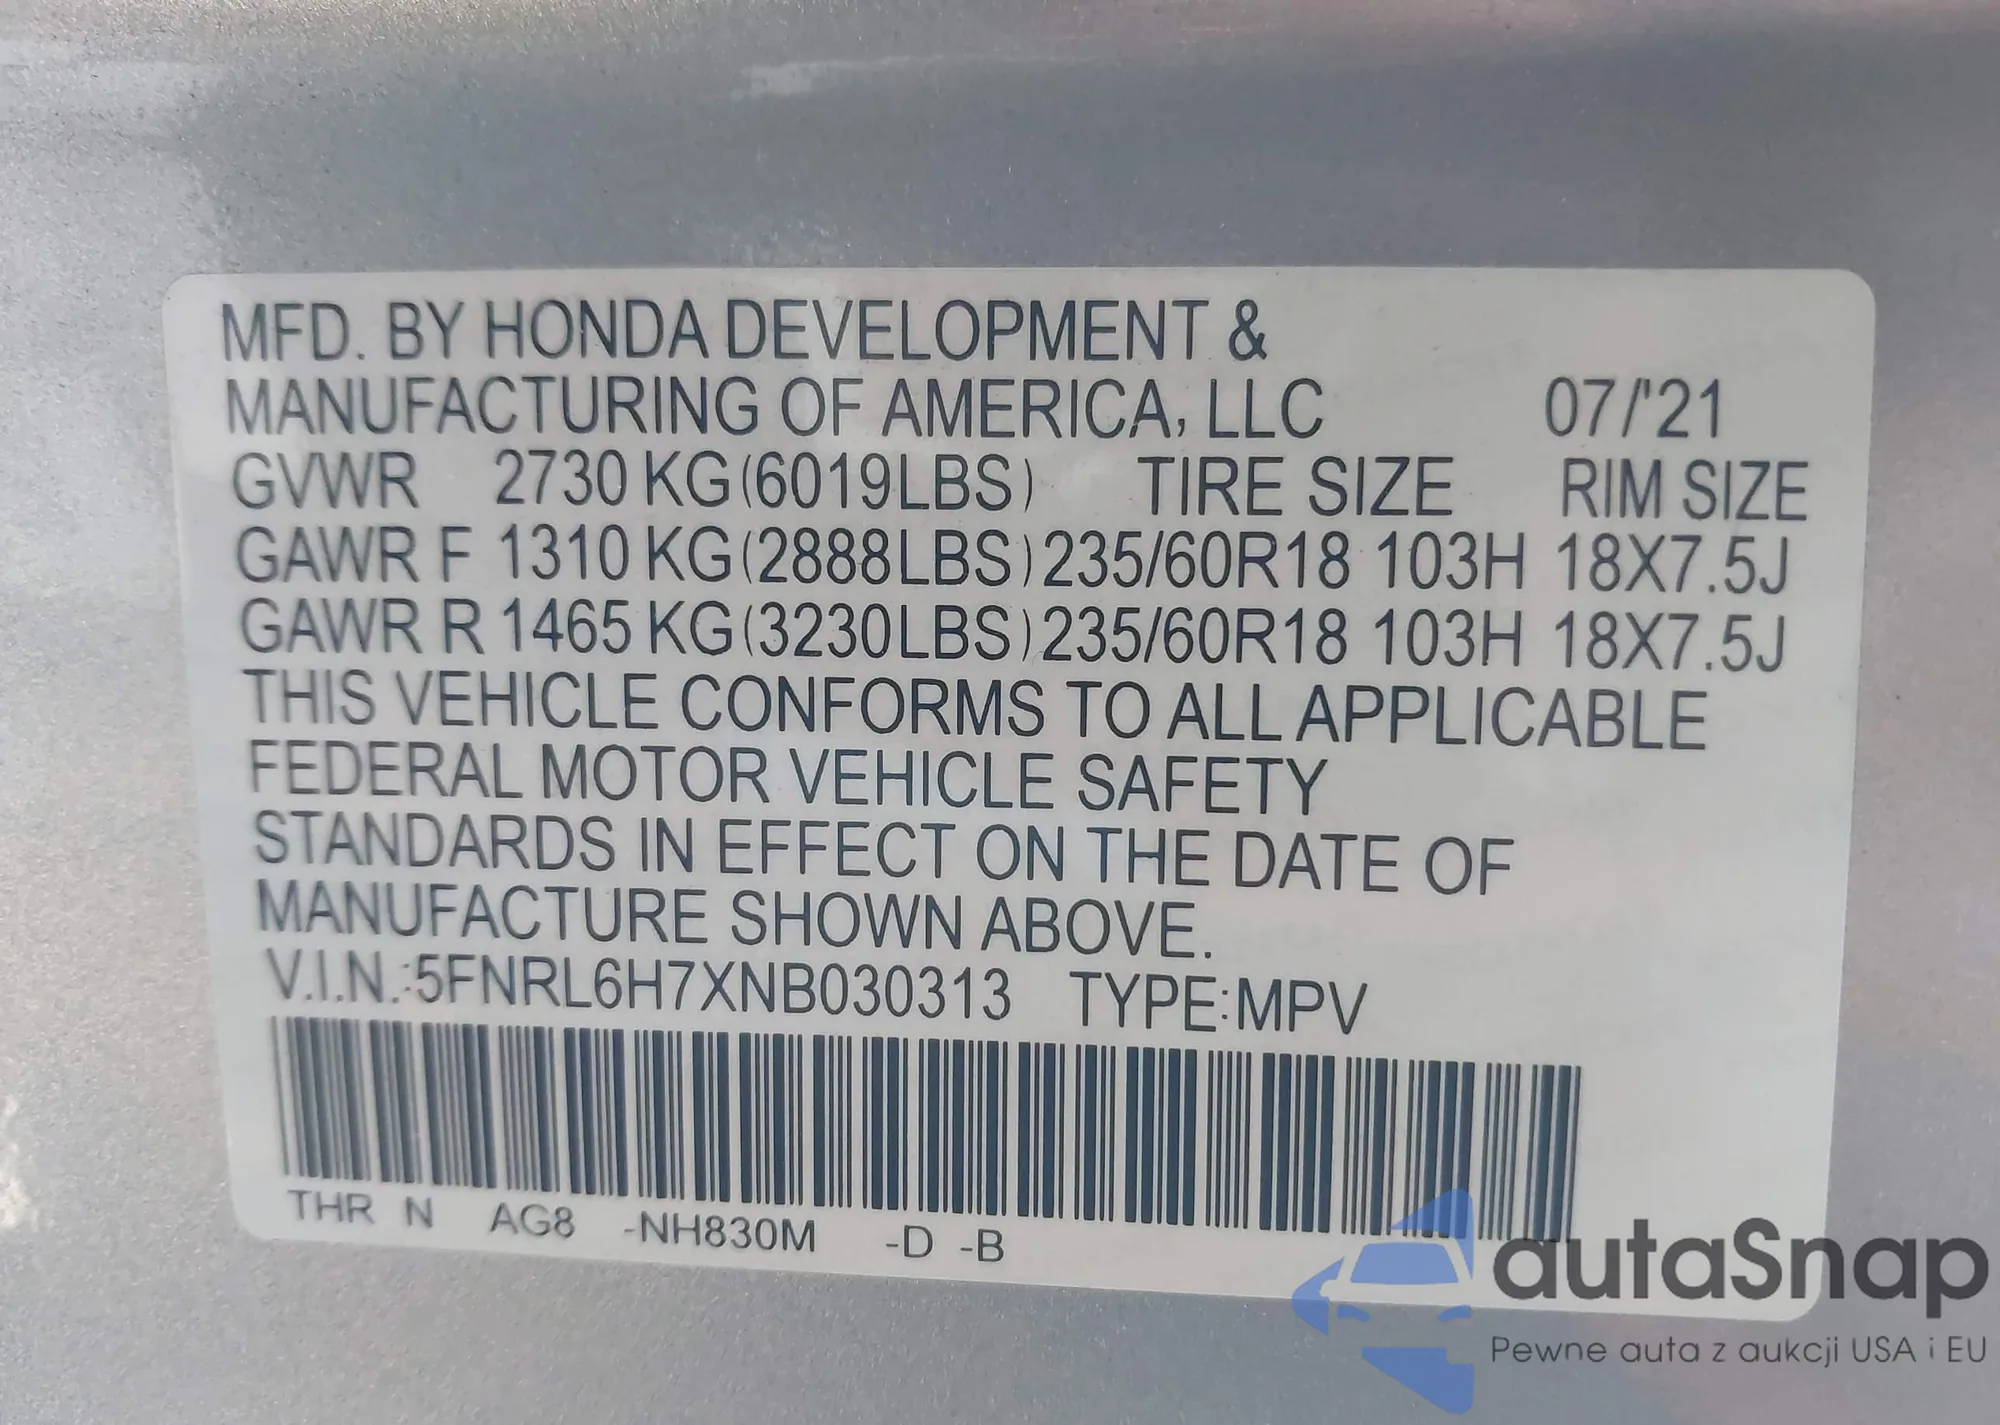 MFD. BY HONDA DEVELOPMENT &
MANUFACTURING OF AMERICA, LLC 07/'21
GVWR 2730 KG (6019LBS) TIRE SIZE RIM SIZE
GAWR F 1310 KG (2888LBS) 235/60R18 103H 18X7.5J
GAWR R 1465 KG (3230LBS) 235/60R18 103H 18X7.5J
THIS VEHICLE CONFORMS TO ALL APPLICABLE
FEDERAL MOTOR VEHICLE SAFETY
STANDARDS IN EFFECT ON THE DATE OF
MANUFACTURE SHOWN ABOVE.
V.I.N.:5FNRL6H7XNB030313 TYPE:MPV
THR N AG8 -NH830M -D -B
autaSnap
Pewne auta z aukcji USA i EU